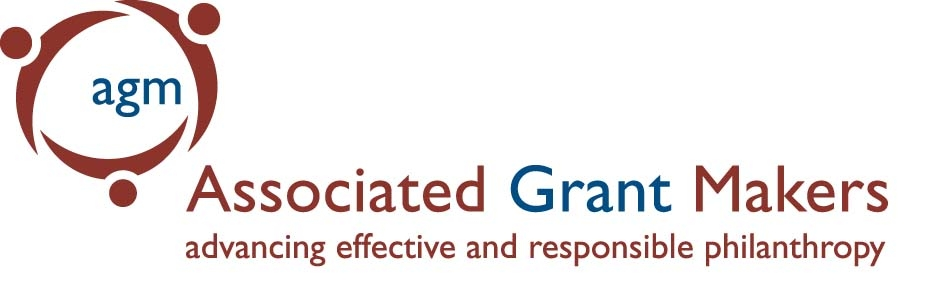 agm
Associated Grant Makers
advancing effective and responsible philanthropy